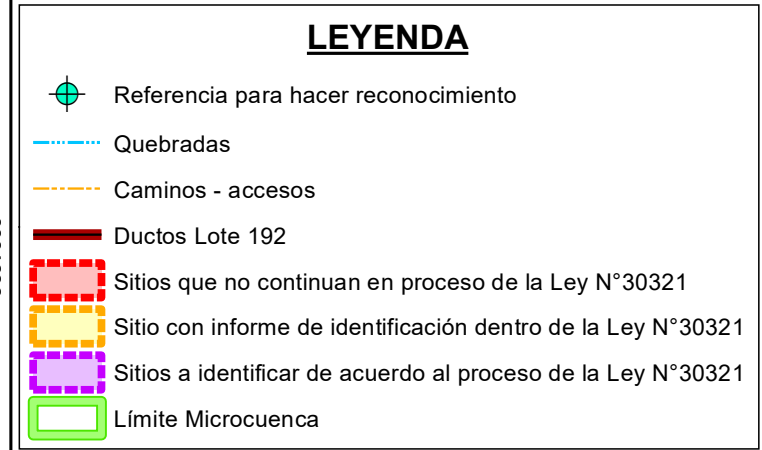 LEYENDA
Referencia para hacer reconocimiento
Quebradas
Caminos - accesos
Ductos Lote 192
Sitios que no continuan en proceso de la Ley N°30321
Sitio con informe de identificación dentro de la Ley N°30321
Sitios a identificar de acuerdo al proceso de la Ley N°30321
Límite Microcuenca